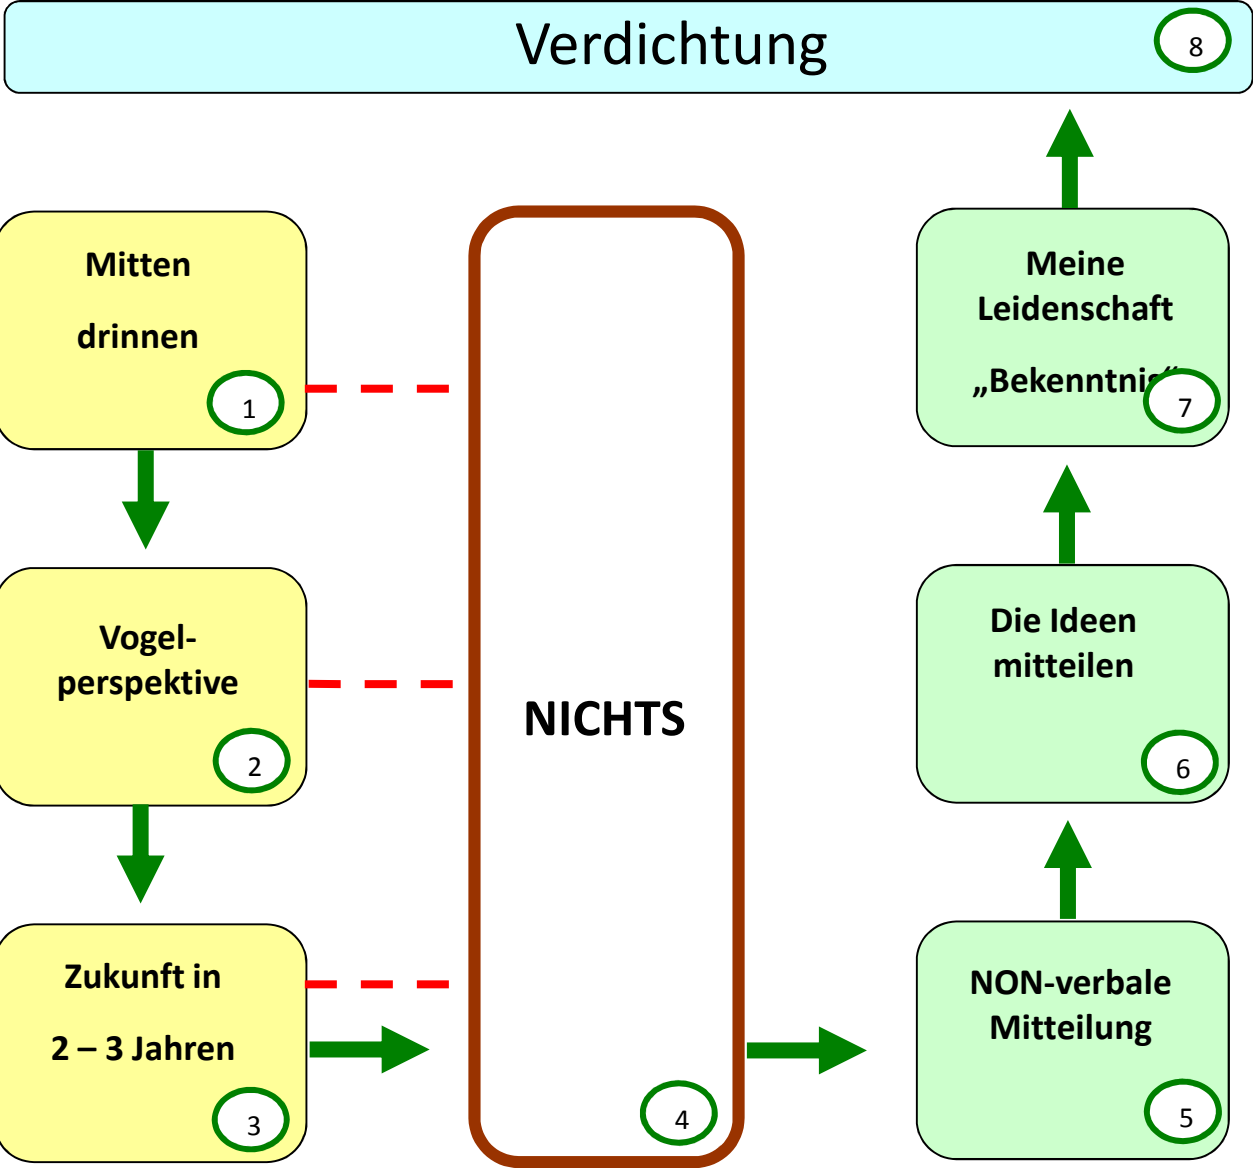 Verdichtung
8
Mitten
drinnen
1
Vogel-
perspektive
2
Zukunft in
2 – 3 Jahren
3
NICHTS
4
NON-verbale
Mitteilung
5
Die Ideen
mitteilen
6
Meine
Leidenschaft
„Bekenntnis“
7